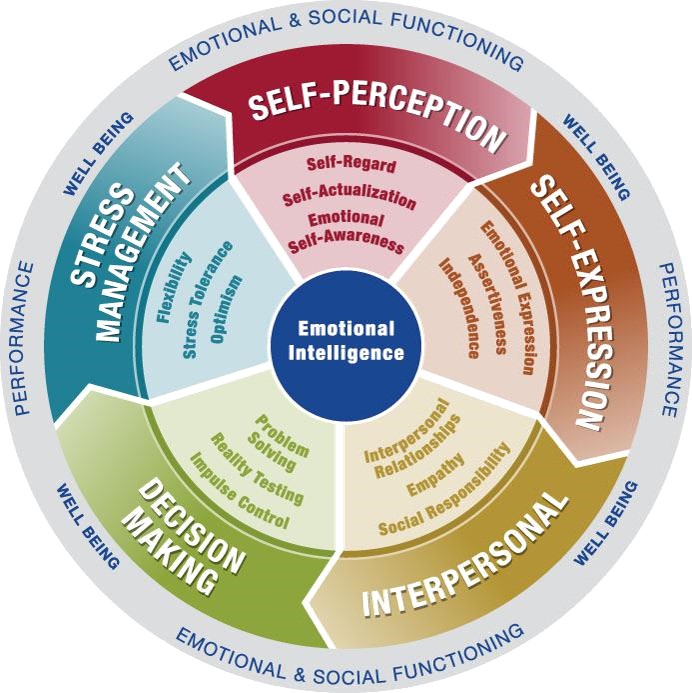 EMOTIONAL & SOCIAL FUNCTIONING
WELL BEING
PERFORMANCE
WELL BEING
EMOTIONAL & SOCIAL FUNCTIONING
WELL BEING
PERFORMANCE
WELL BEING
SELF-PERCEPTION
Self-Regard
Self-Actualization
Emotional
Self-Awareness
SELF-EXPRESSION
Emotional Expression
Assertiveness
Independence
INTERPERSONAL
Interpersonal
Relationships
Empathy
Social Responsibility
DECISION
MAKING
Problem
Solving
Reality Testing
Impulse Control
STRESS
MANAGEMENT
Flexibility
Stress Tolerance
Optimism
Emotional
Intelligence